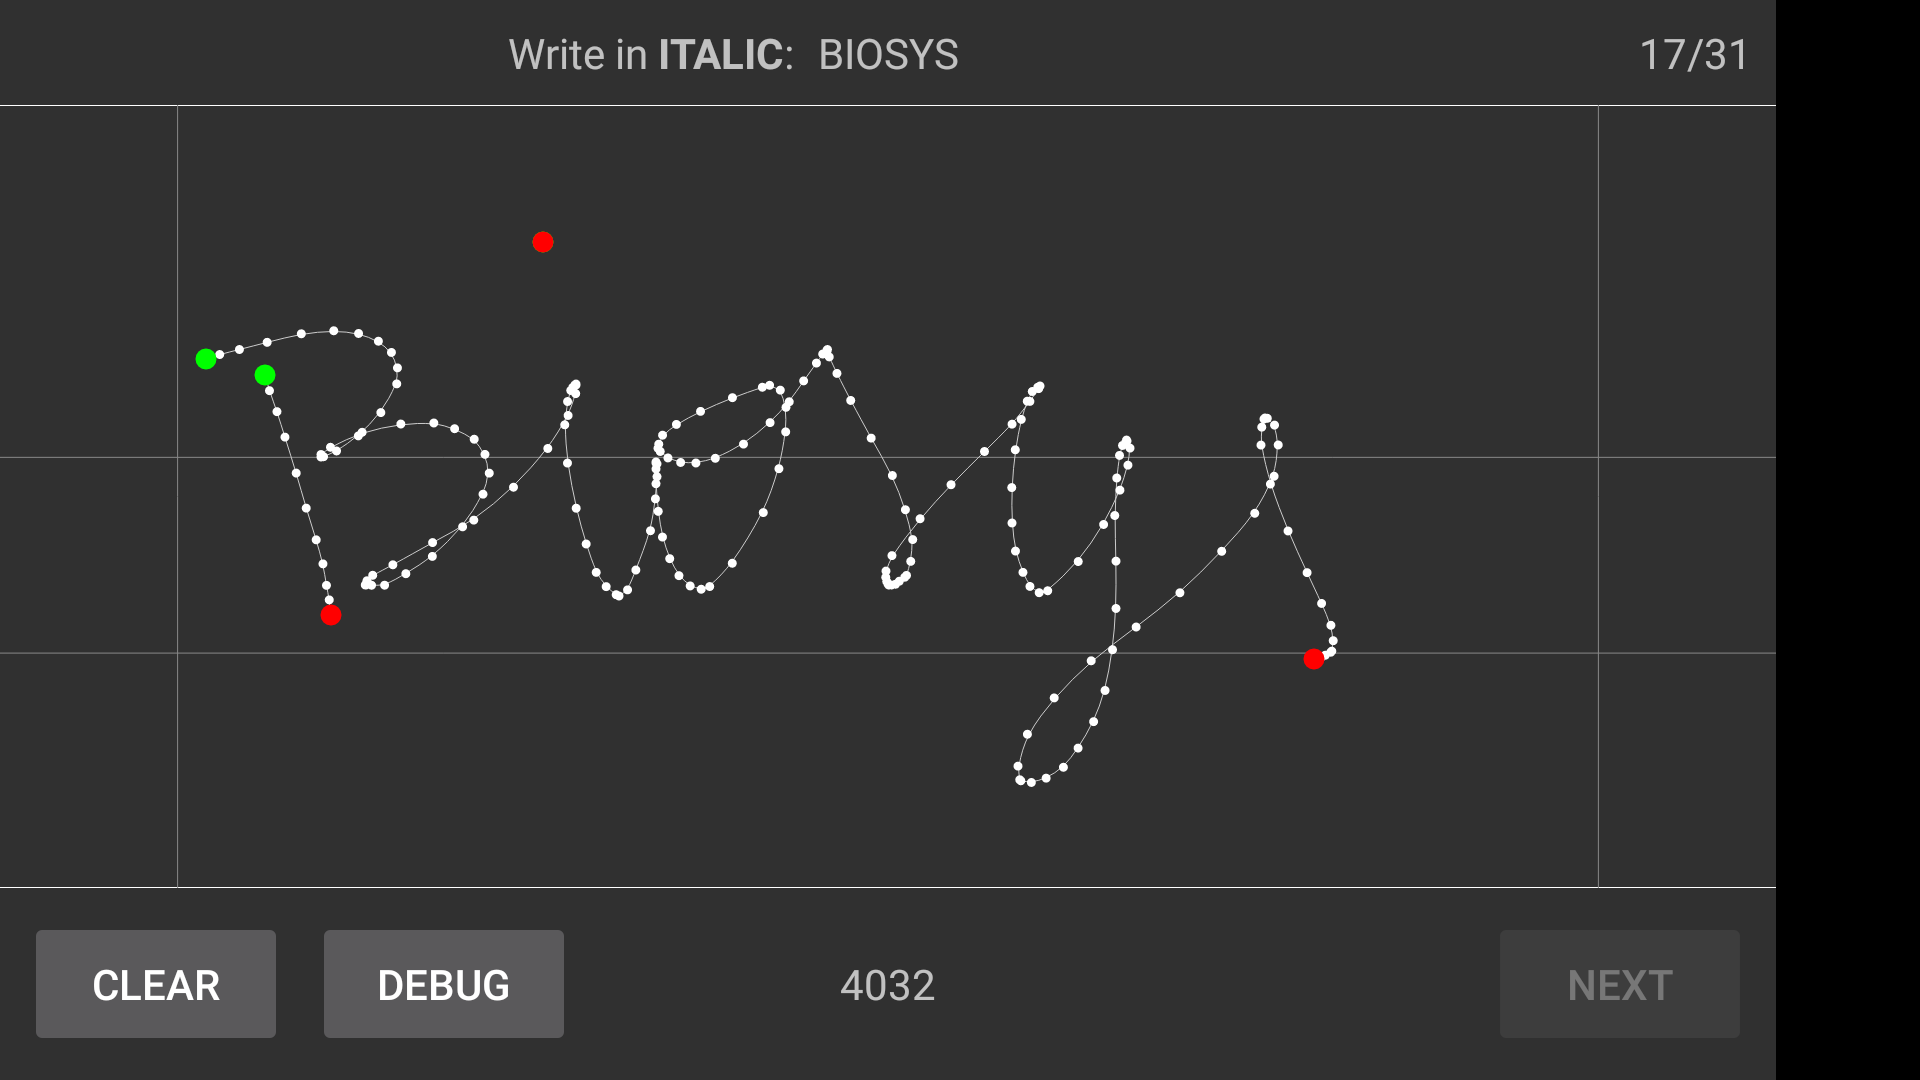 Write in ITALIC: BIOSYS
17/31
Biosys
CLEAR
DEBUG
4032
NEXT